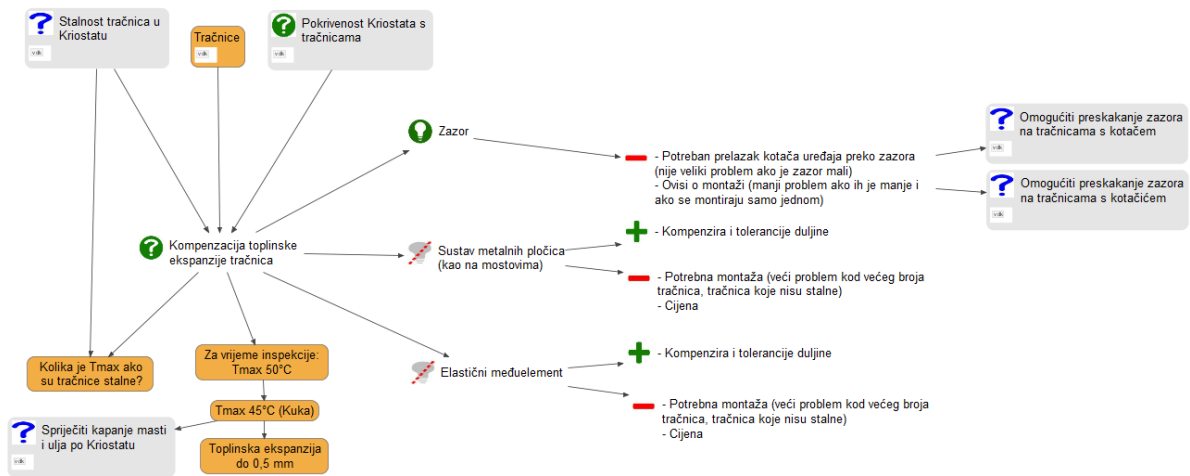 Stalnost tračnica u
Kriostatu
vdk
Tračnice
vdk
Pokrivenost Kriostata s
tračnicama
vdk
Zazor
- Potreban prelazak kotača uređaja preko zazora
(nije veliki problem ako je zazor mali)
- Ovisi o montaži (manji problem ako ih je manje i
ako se montiraju samo jednom)
Omogućiti preskakanje zazora
na tračnicama s kotačem
vdk
Omogućiti preskakanje zazora
na tračnicama s kotačićem
vdk
Kompenzacija toplinske
ekspanzije tračnica
Sustav metalnih pločica
(kao na mostovima)
- Kompenzira i tolerancije duljine
- Potrebna montaža (veći problem kod većeg broja
tračnica, tračnica koje nisu stalne)
- Cijena
Kolika je Tmax ako
su tračnice stalne?
Za vrijeme inspekcije:
Tmax 50°C
Elastični međuelement
- Kompenzira i tolerancije duljine
- Potrebna montaža (veći problem kod većeg broja
tračnica, tračnica koje nisu stalne)
- Cijena
Tmax 45°C (Kuka)
Spriječiti kapanje masti
i ulja po Kriostatu
vdk
Toplinska ekspanzija
do 0,5 mm